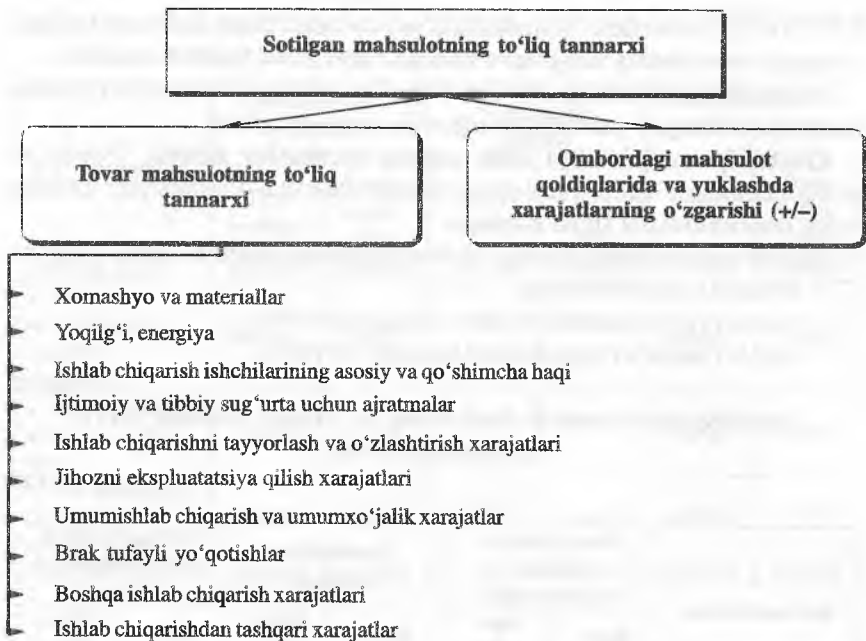 Sotilgan mahsulotning to‘liq tannarxi
Tovar mahsulotning to‘liq
tannarxi
Ombordagi mahsulot
qoldiqlarida va yuklashda
xarajatlarning o‘zgarishi (+/–)
Xomashyo va materiallar
Yoqilg‘i, energiya
Ishlab chiqarish ishchilarining asosiy va qo‘shimcha haqi
Ijtimoiy va tibbiy sug‘urta uchun ajratmalar
Ishlab chiqarishni tayyorlash va o‘zlashtirish xarajatlari
Jihozni ekspluatatsiya qilish xarajatlari
Umumishlab chiqarish va umumxo‘jalik xarajatlar
Brak tufayli yo‘qotishlar
Boshqa ishlab chiqarish xarajatlari
Ishlab chiqarishdan tashqari xarajatlar